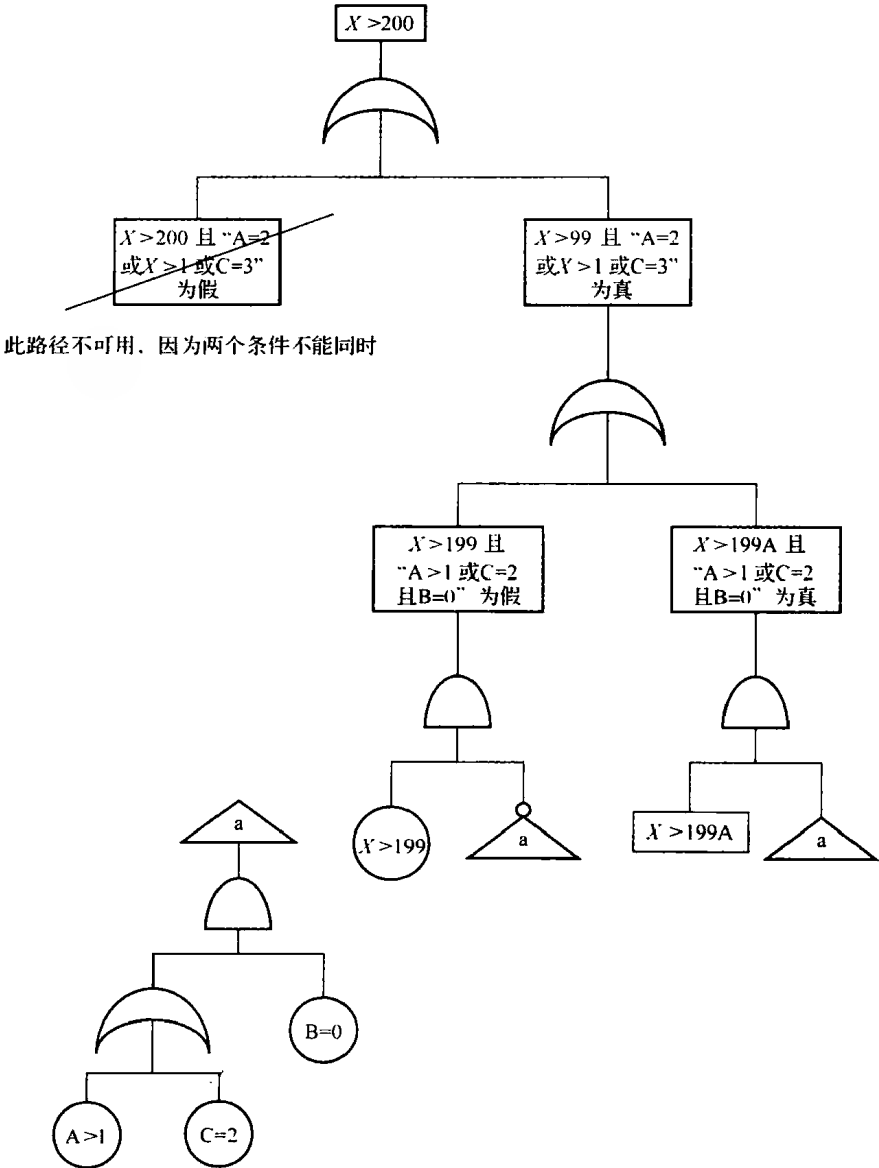 X >200
X >200 且 “A=2
或X >1 或C=3”
为假
X >99 且 “A=2
或X >1 或C=3”
为真
此路径不可用，因为两个条件不能同时
X >199 且
“A >1 或C=2
且B=0” 为假
X >199A 且
“A >1 或C=2
且B=0” 为真
X >199
a
X >199A
a
a
B=0
A >1
C=2